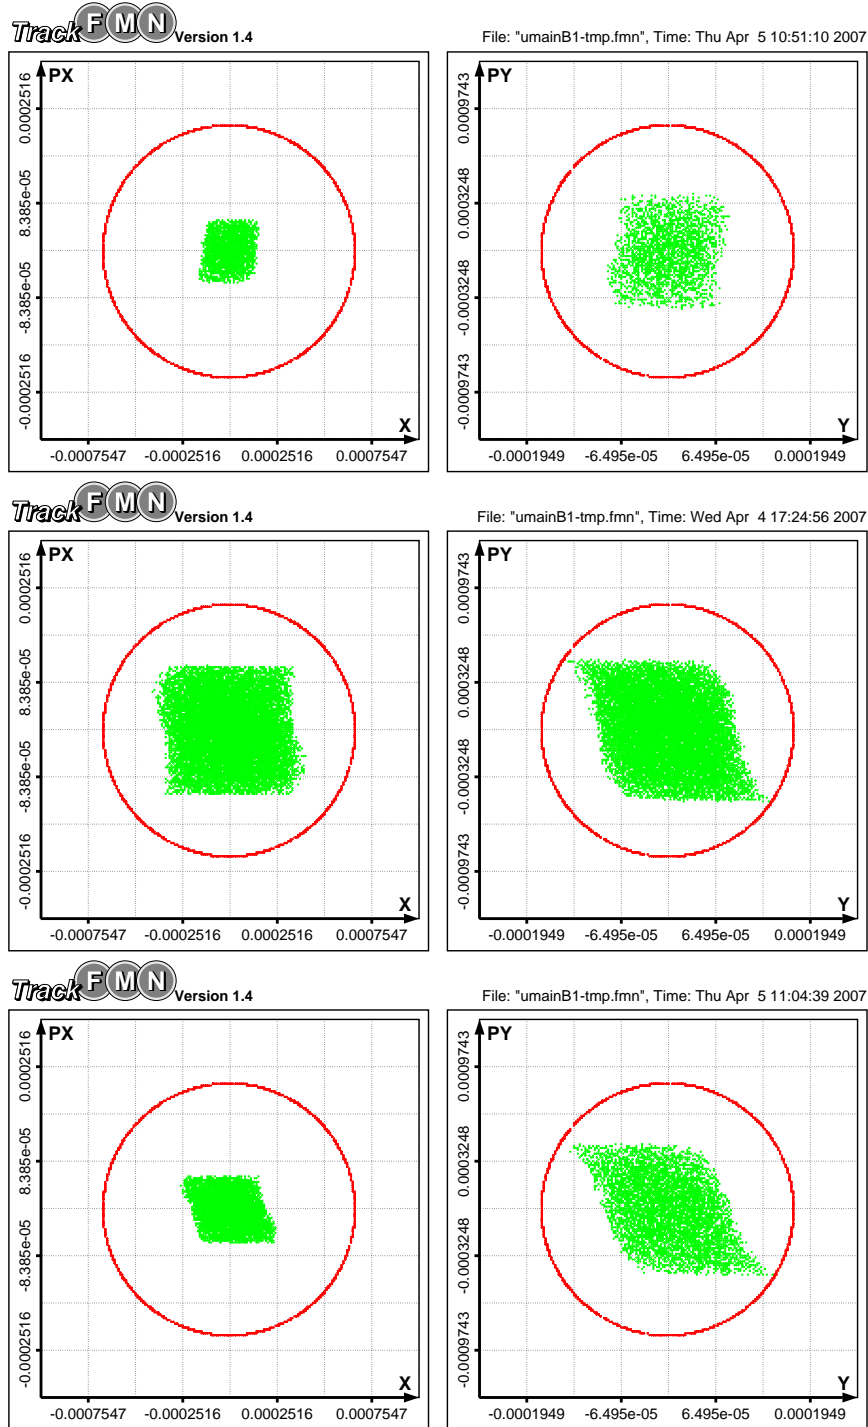 Track FMN Version 1.4 File: "umainB1-tmp.fmn", Time: Thu Apr 5 10:51:10 2007
PX
0.0002516
8.385e-05
-8.385e-05
-0.0002516
X
-0.0007547 -0.0002516 0.0002516 0.0007547
PY
0.0009743
0.0003248
-0.0003248
-0.0009743
Y
-0.0001949 -6.495e-05 6.495e-05 0.0001949
Track FMN Version 1.4 File: "umainB1-tmp.fmn", Time: Wed Apr 4 17:24:56 2007
PX
0.0002516
8.385e-05
-8.385e-05
-0.0002516
X
-0.0007547 -0.0002516 0.0002516 0.0007547
PY
0.0009743
0.0003248
-0.0003248
-0.0009743
Y
-0.0001949 -6.495e-05 6.495e-05 0.0001949
Track FMN Version 1.4 File: "umainB1-tmp.fmn", Time: Thu Apr 5 11:04:39 2007
PX
0.0002516
8.385e-05
-8.385e-05
-0.0002516
X
-0.0007547 -0.0002516 0.0002516 0.0007547
PY
0.0009743
0.0003248
-0.0003248
-0.0009743
Y
-0.0001949 -6.495e-05 6.495e-05 0.0001949